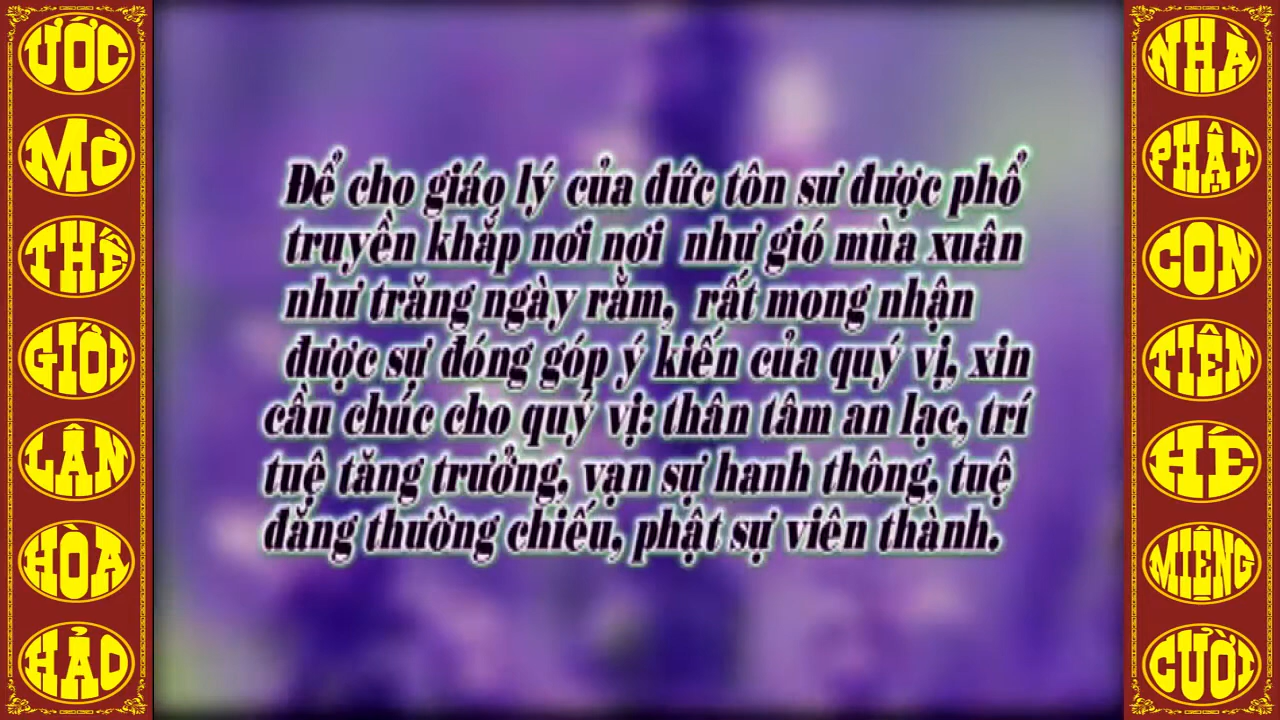 ƯỚC
MỞ
THẾ
GIỚI
LÂN
HÒA
HẢO
Để cho giáo lý của đức tôn sư được phổ
truyền khắp nơi nơi như gió mùa xuân
như trăng ngày rằm, rất mong nhận
được sự đóng góp ý kiến của quý vị, xin
cầu chúc cho quý vị: thân tâm an lạc, trí
tuệ tăng trưởng, vạn sự hanh thông, tuệ
đăng thường chiếu, phật sự viên thành.
NHÀ
PHẬT
CON
TIÊN
HÉ
MIỆNG
CƯỜI